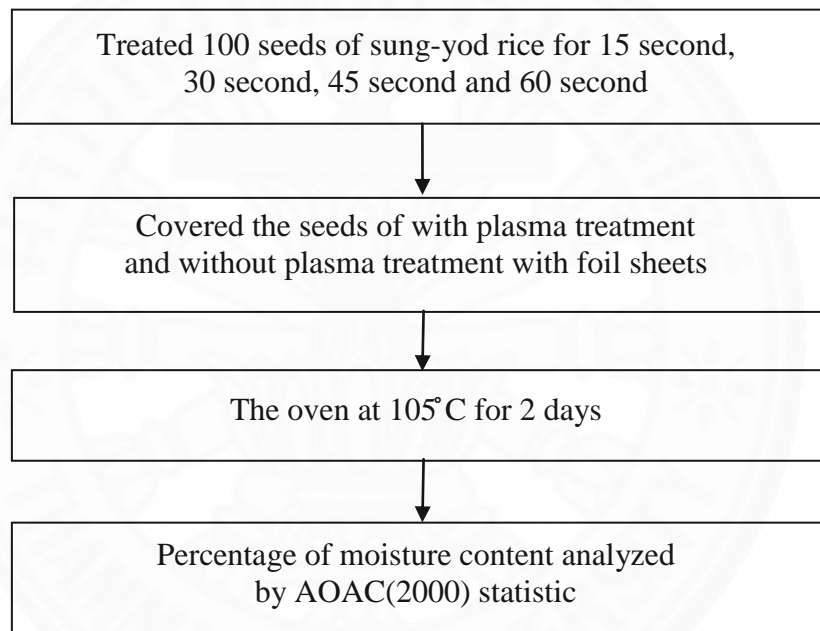 Treated 100 seeds of sung-yod rice for 15 second,
30 second, 45 second and 60 second
Covered the seeds of with plasma treatment
and without plasma treatment with foil sheets
The oven at 105°C for 2 days
Percentage of moisture content analyzed
by AOAC(2000) statistic